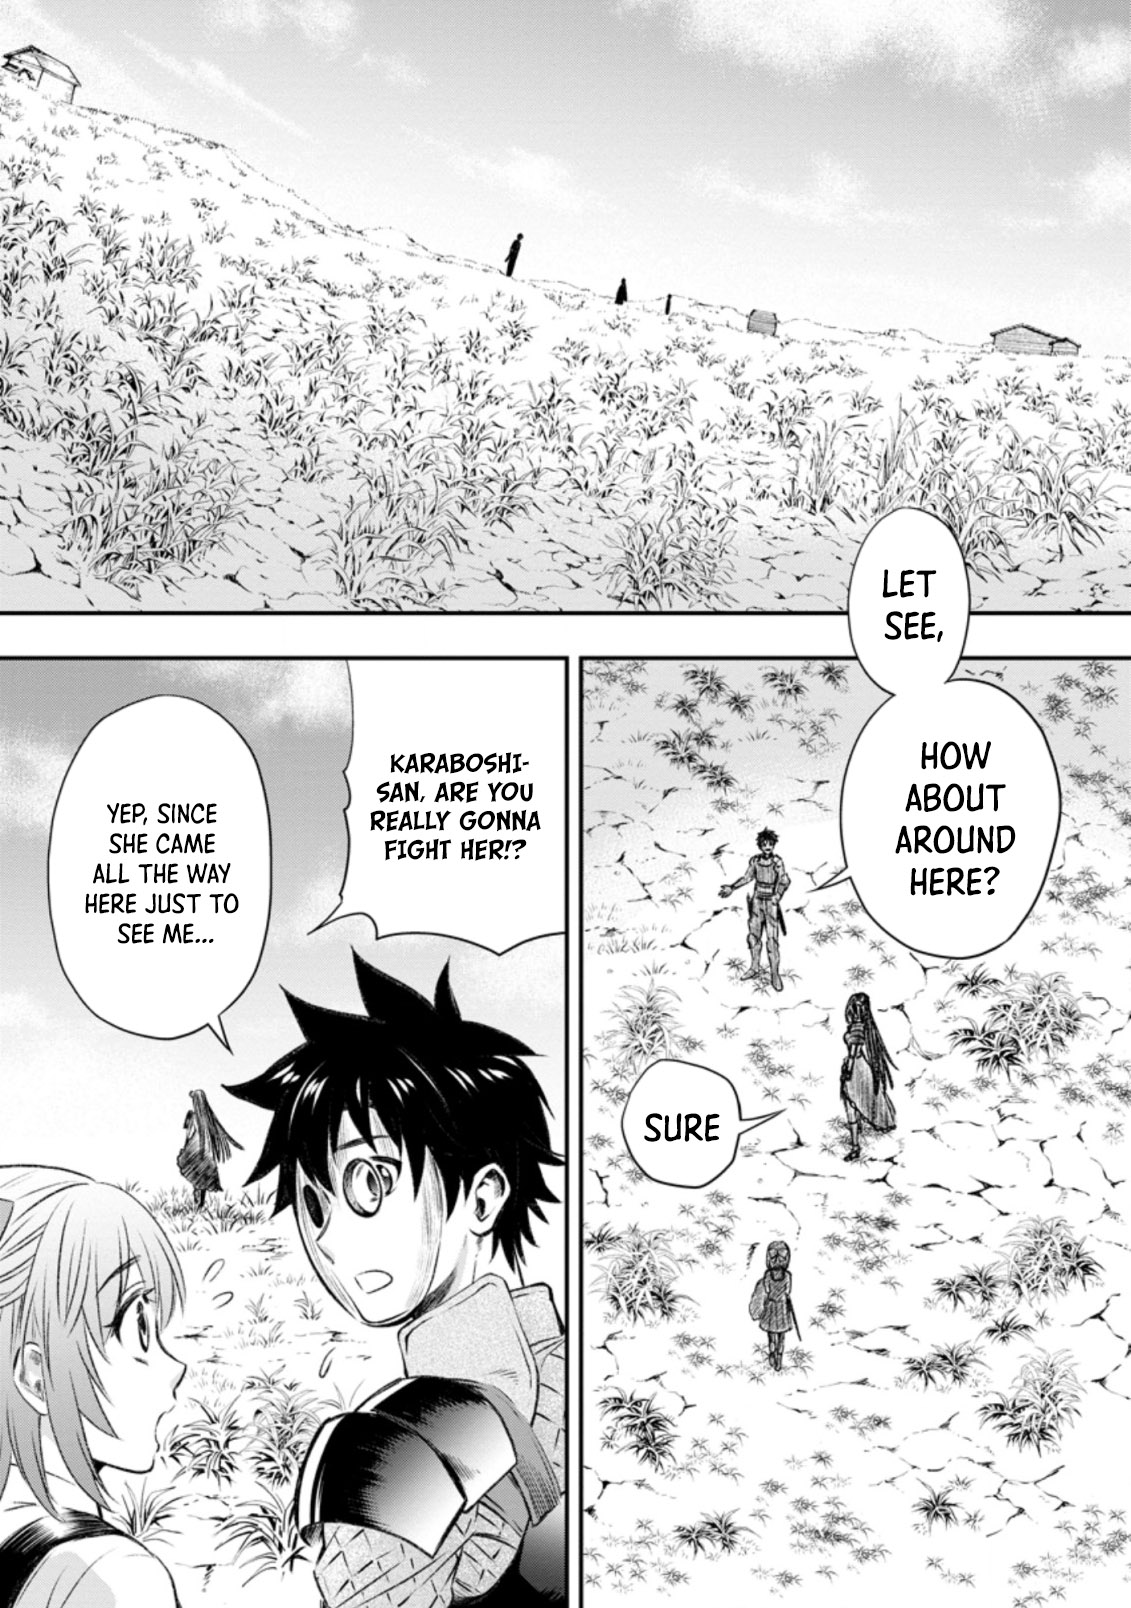 LET
SEE,
HOW
ABOUT
AROUND
HERE?
SURE
KARABOSHI-
SAN, ARE YOU
REALLY GONNA
FIGHT HER!?
YEP, SINCE
SHE CAME
ALL THE WAY
HERE JUST TO
SEE ME...